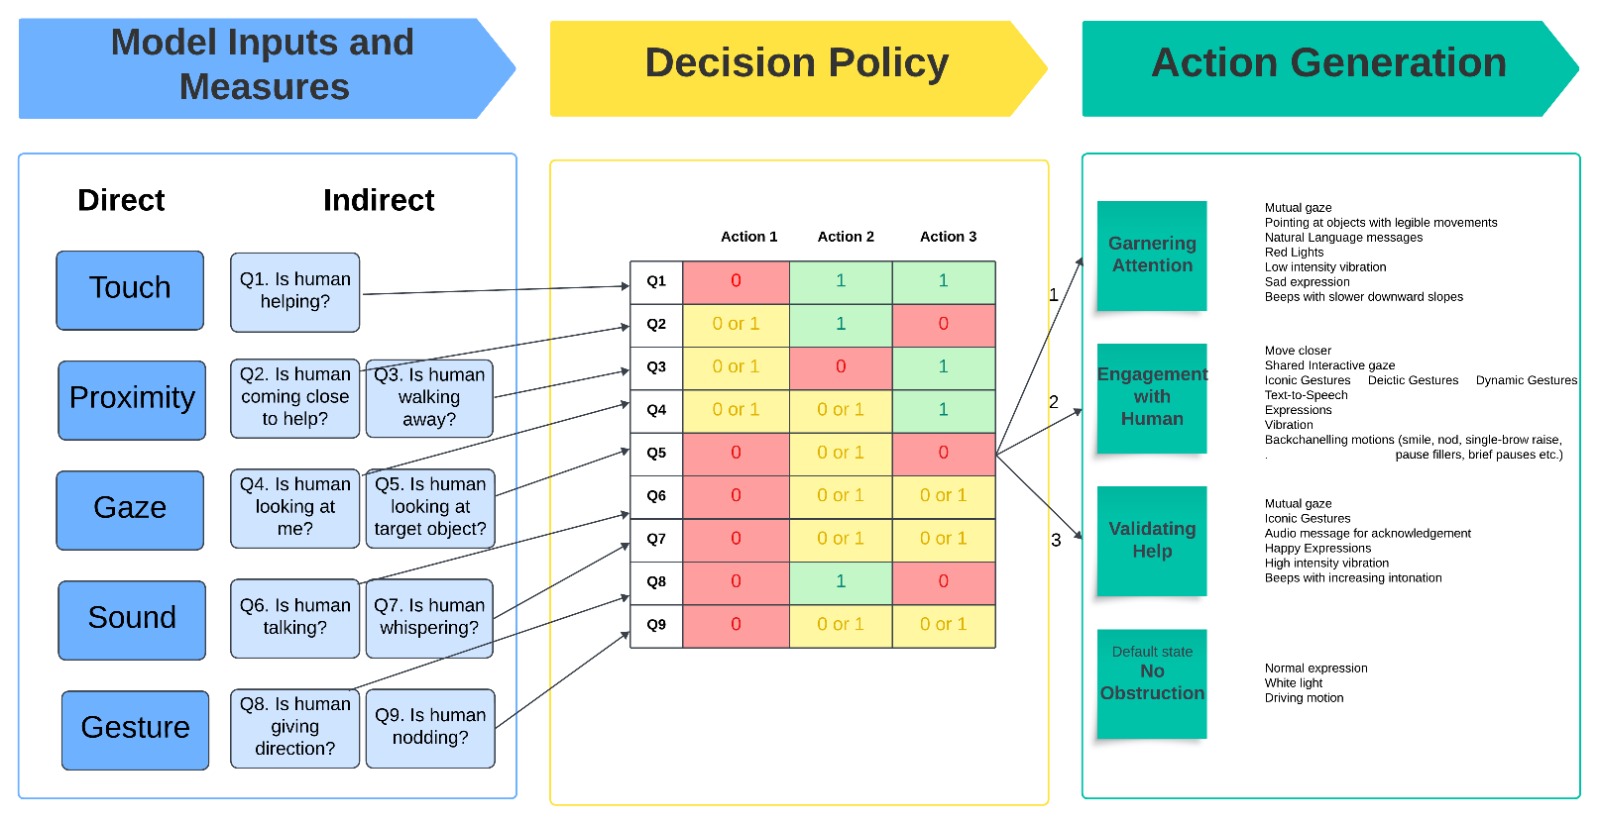 Model Inputs and
Measures
Decision Policy
Action Generation
Direct
Indirect
Touch
Q1. Is human
helping?
Proximity
Q2. Is human
coming close
to help?
Q3. Is human
walking
away?
Gaze
Q4. Is human
looking at
me?
Q5. Is human
looking at
target object?
Sound
Q6. Is human
talking?
Q7. Is human
whispering?
Gesture
Q8. Is human
giving
direction?
Q9. Is human
nodding?
Action 1 Action 2 Action 3
Q1 0 1 1
Q2 0 or 1 1 0
Q3 0 or 1 0 1
Q4 0 or 1 0 or 1 1
Q5 0 0 or 1 0
Q6 0 0 or 1 0 or 1
Q7 0 0 or 1 0 or 1
Q8 0 1 0
Q9 0 0 or 1 0 or 1
1
2
3
Garnering
Attention
Mutual gaze
Pointing at objects with legible movements
Natural Language messages
Red Lights
Low intensity vibration
Sad expression
Beeps with slower downward slopes
Engagement
with
Human
Move closer
Shared Interactive gaze
Iconic Gestures Deictic Gestures Dynamic Gestures
Text-to-Speech
Expressions
Vibration
Backchanelling motions (smile, nod, single-brow raise,
. pause fillers, brief pauses etc.)
Validating
Help
Mutual gaze
Iconic Gestures
Audio message for acknowledgement
Happy Expressions
High intensity vibration
Beeps with increasing intonation
Default state
No
Obstruction
Normal expression
White light
Driving motion